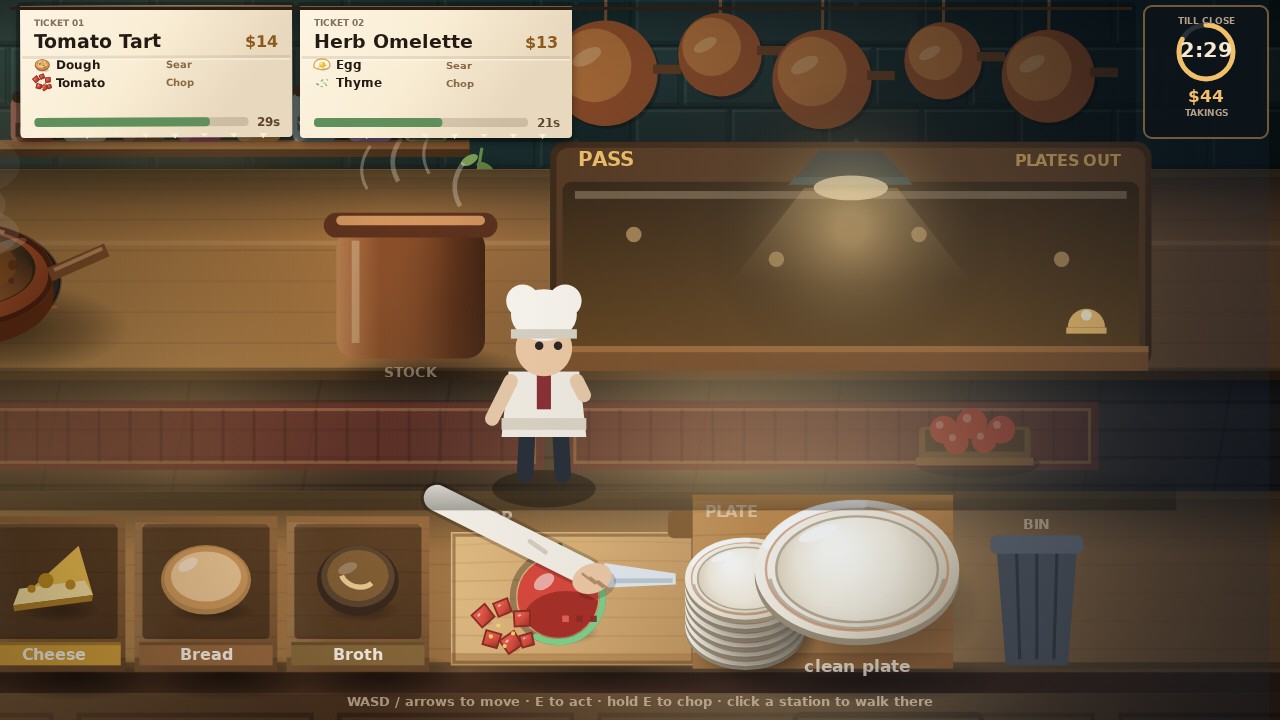 TICKET 01
Tomato Tart $14
Dough Sear
Tomato Chop
29s
TICKET 02
Herb Omelette $13
Egg Sear
Thyme Chop
21s
TILL CLOSE
2:29
$44
TAKINGS
PASS
PLATES OUT
STOCK
PLATE
BIN
Cheese
Bread
Broth
clean plate
WASD / arrows to move · E to act · hold E to chop · click a station to walk there